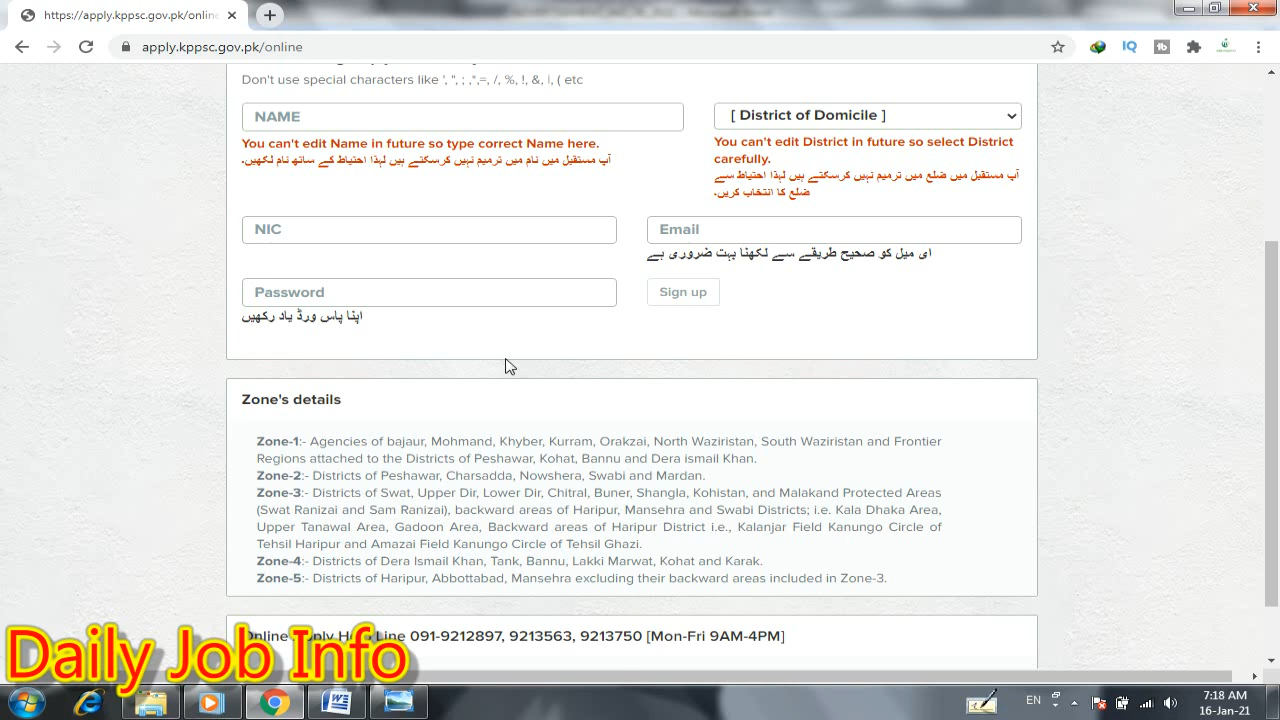 https://apply.kppsc.gov.pk/onlin
apply.kppsc.gov.pk/online
Don't use special characters like ', ", ; ,*,=, /, %, !, &, |, ( etc
NAME
[ District of Domicile ]
You can't edit Name in future so type correct Name here.
آپ مستقبل میں نام میں ترمیم نہیں کرسکتے ہیں لہذا احتیاط کے ساتھ نام لکھیں.
You can't edit District in future so select District
carefully.
آپ مستقبل میں ضلع میں ترمیم نہیں کرسکتے ہیں لہذا احتیاط سے
ضلع کا انتخاب کریں.
NIC
Email
ای میل کو صحیح طریقے سے لکھنا بہت ضروری ہے
Password
Sign up
اپنا پاس ورڈ یاد رکھیں
Zone's details
Zone-1:- Agencies of bajaur, Mohmand, Khyber, Kurram, Orakzai, North Waziristan, South Waziristan and Frontier
Regions attached to the Districts of Peshawar, Kohat, Bannu and Dera ismail Khan.
Zone-2:- Districts of Peshawar, Charsadda, Nowshera, Swabi and Mardan.
Zone-3:- Districts of Swat, Upper Dir, Lower Dir, Chitral, Buner, Shangla, Kohistan, and Malakand Protected Areas
(Swat Ranizai and Sam Ranizai), backward areas of Haripur, Mansehra and Swabi Districts; i.e. Kala Dhaka Area,
Upper Tanawal Area, Gadoon Area, Backward areas of Haripur District i.e., Kalanjar Field Kanungo Circle of
Tehsil Haripur and Amazai Field Kanungo Circle of Tehsil Ghazi.
Zone-4:- Districts of Dera Ismail Khan, Tank, Bannu, Lakki Marwat, Kohat and Karak.
Zone-5:- Districts of Haripur, Abbottabad, Mansehra excluding their backward areas included in Zone-3.
Online Apply Help Line 091-9212897, 9213563, 9213750 [Mon-Fri 9AM-4PM]
Daily Job Info
EN
7:18 AM
16-Jan-21